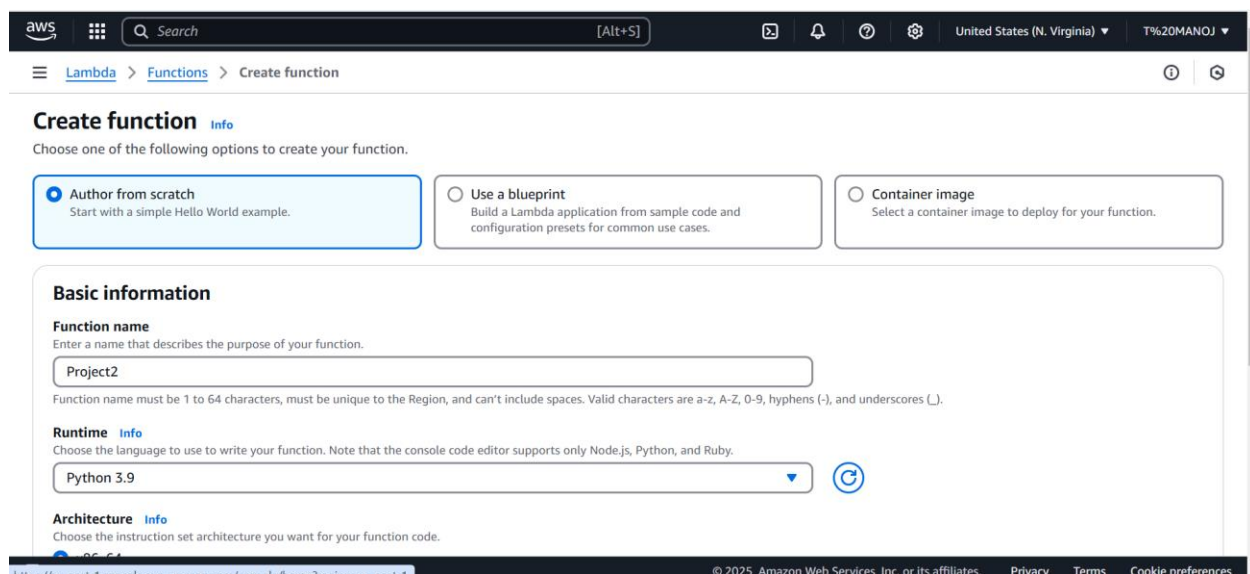 aws
Search [Alt+S] United States (N. Virginia) ▼ T%20MANOJ ▼
Lambda > Functions > Create function
Create function Info
Choose one of the following options to create your function.
Author from scratch
Start with a simple Hello World example.
Use a blueprint
Build a Lambda application from sample code and
configuration presets for common use cases.
Container image
Select a container image to deploy for your function.
Basic information
Function name
Enter a name that describes the purpose of your function.
Project2
Function name must be 1 to 64 characters, must be unique to the Region, and can't include spaces. Valid characters are a-z, A-Z, 0-9, hyphens (-), and underscores (_).
Runtime Info
Choose the language to use to write your function. Note that the console code editor supports only Node.js, Python, and Ruby.
Python 3.9
Architecture Info
Choose the instruction set architecture you want for your function code.
© 2025, Amazon Web Services, Inc. or its affiliates. Privacy Terms Cookie preferences